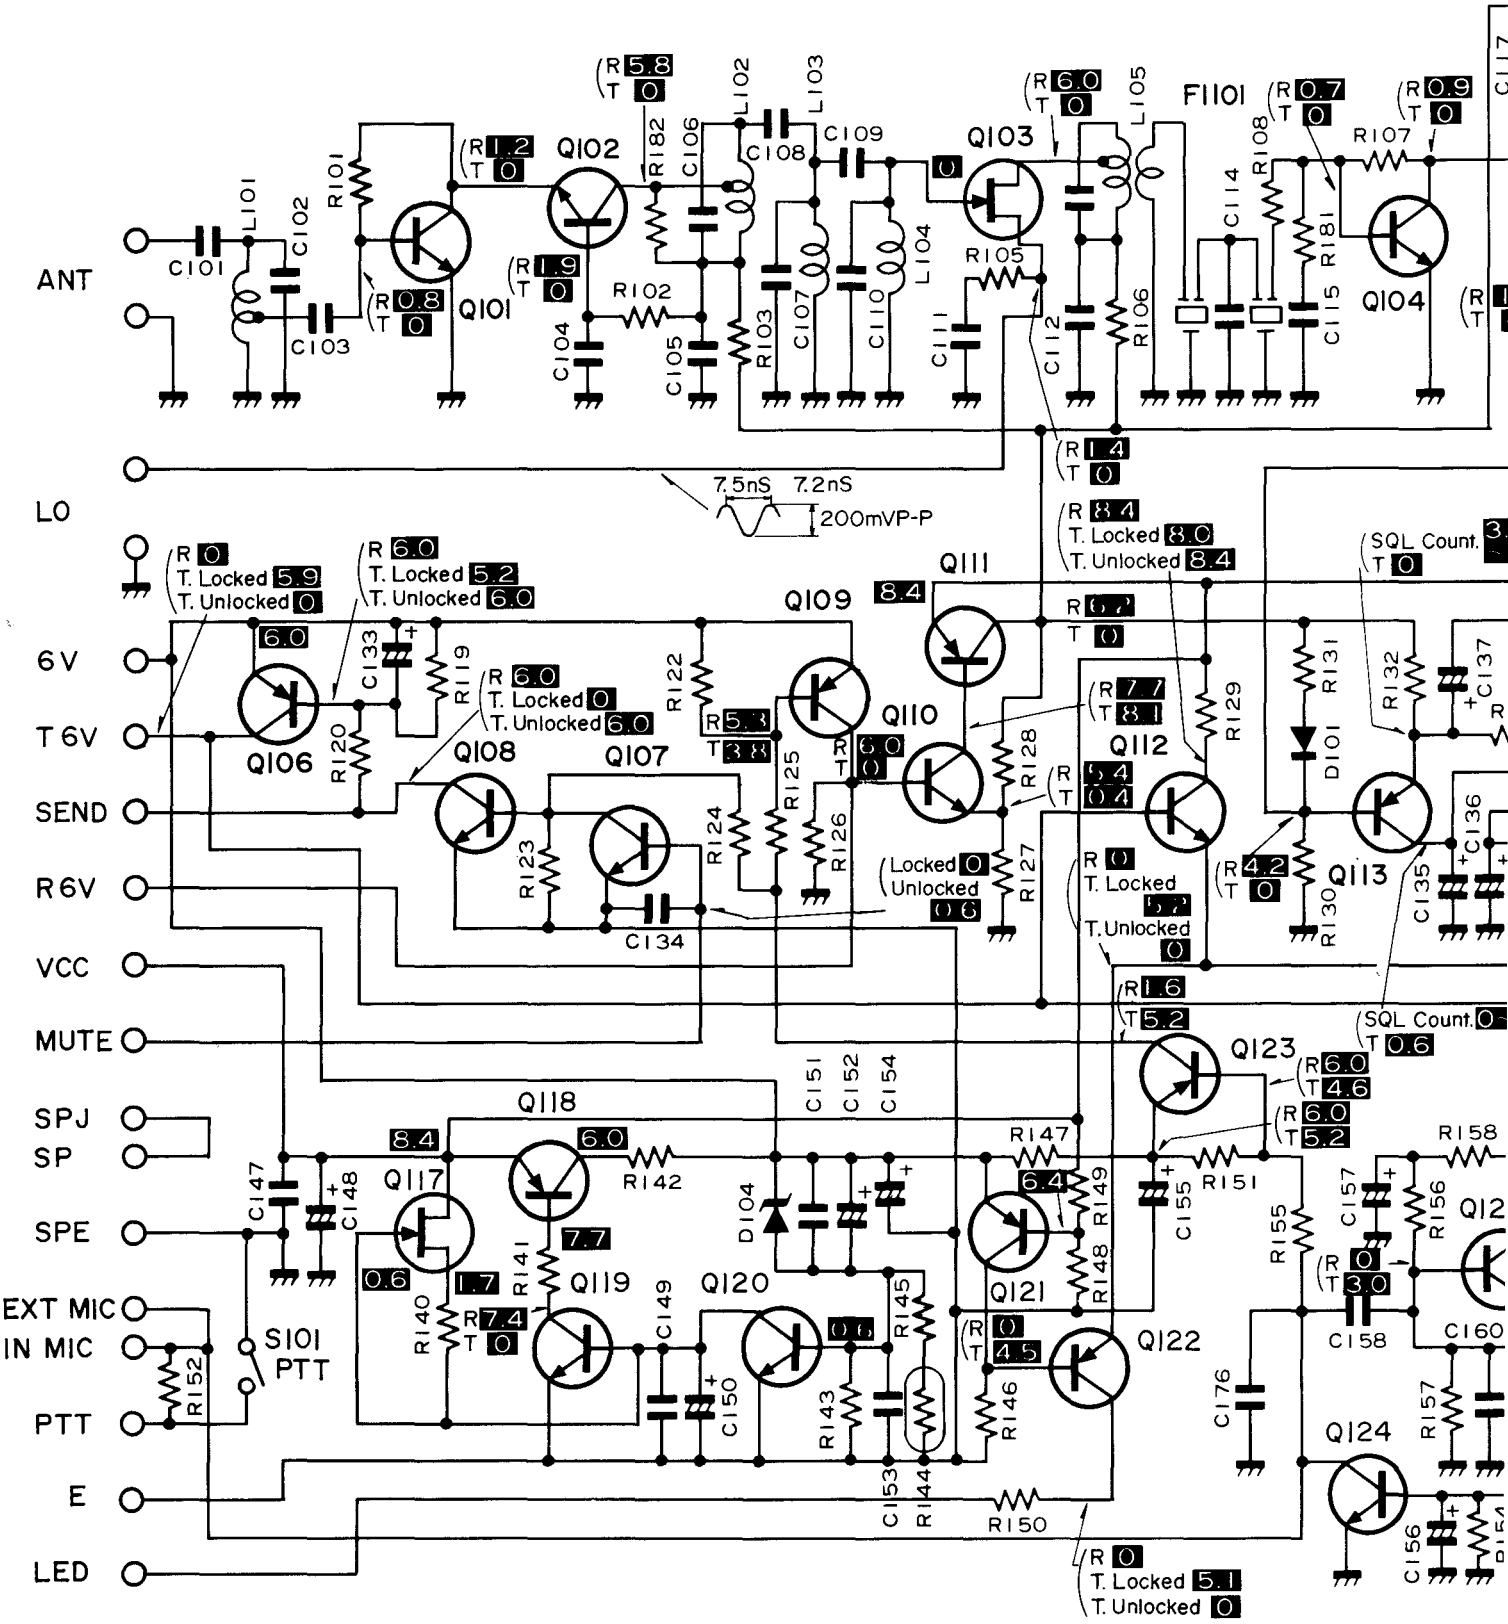 C117
R 5.8
T 0
L102
L103
R 6.0
T 0
L105
F1101
R 0.7
T 0
R 0.9
T 0
R182
C106
C108
C109
Q103
R108
R107
R101
R 1.2
T 0
Q102
0
C114
R181
L101
C102
C101
ANT
R 1.9
T 0
R102
R105
L104
R 0.8
T 0
Q101
Q104
C103
C104
C105
R103
C107
C110
C111
C112
R106
C115
R 1
T
R 1.4
T 0
7.5nS
7.2nS
200mVP-P
LO
R 8.4
T. Locked 8.0
T. Unlocked 8.4
SQL Count. 3.
T 0
R 0
T. Locked 5.9
T. Unlocked 0
R 6.0
T. Locked 5.2
T. Unlocked 6.0
Q111
8.4
Q109
R
T 0
6.0
C133
R119
6V
R122
R 6.0
T. Locked 0
T. Unlocked 6.0
R131
R132
C137
R129
R 7.7
T 8.1
R 5.3
T 3.8
Q110
R 6.0
T 0
T 6V
Q106
R120
Q108
Q107
R125
R128
Q112
D101
R
SEND
R124
R126
R 5.4
T 0.4
R123
C136
R 6V
Locked 0
Unlocked
0.6
R127
R 0
T. Locked
5.2
T. Unlocked
0
R 4.2
T 0
Q113
R130
C135
C134
VCC
R 1.6
T 5.2
SQL Count. 0
T 0.6
MUTE
Q123
R 6.0
T 4.6
C151
C152
C154
R 6.0
T 5.2
SPJ
Q118
8.4
6.0
R147
R158
SP
R142
R151
C147
C148
Q117
D104
6.4
R149
C155
C157
R156
Q12
SPE
7.7
R141
R155
R 0
T 3.0
0.6
1.7
Q119
Q120
Q121
R148
EXT MIC
R140
R 7.4
T 0
C149
0.6
R145
R 0
T 4.5
Q122
C158
C160
IN MIC
S101
PTT
R152
C150
R143
R146
C176
R157
PTT
Q124
E
C153
R144
R150
C156
R154
LED
R 0
T. Locked 5.1
T. Unlocked 0